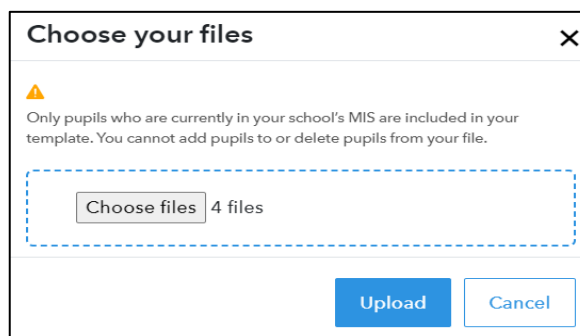 Choose your files
Only pupils who are currently in your school's MIS are included in your
template. You cannot add pupils to or delete pupils from your file.
Choose files 4 files
Upload Cancel